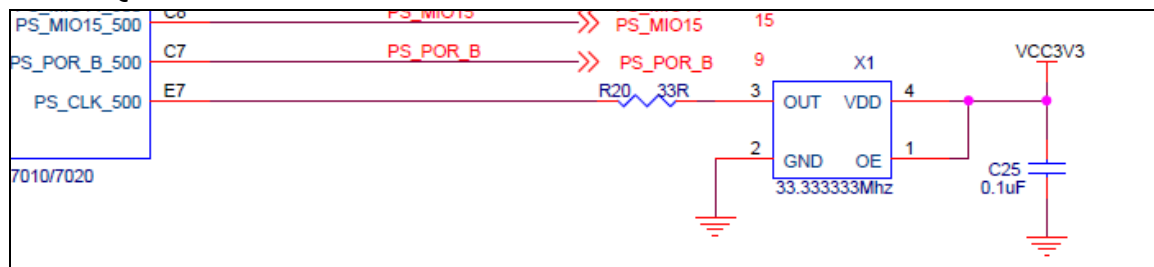 PS_MIO15_500 C8 PS_MIO15 PS_MIO15 15
PS_POR_B_500 C7 PS_POR_B PS_POR_B 9
X1 VCC3V3
PS_CLK_500 E7 R20 33R 3 OUT VDD 4
2 GND OE 1
7010/7020 33.333333Mhz
C25
0.1uF